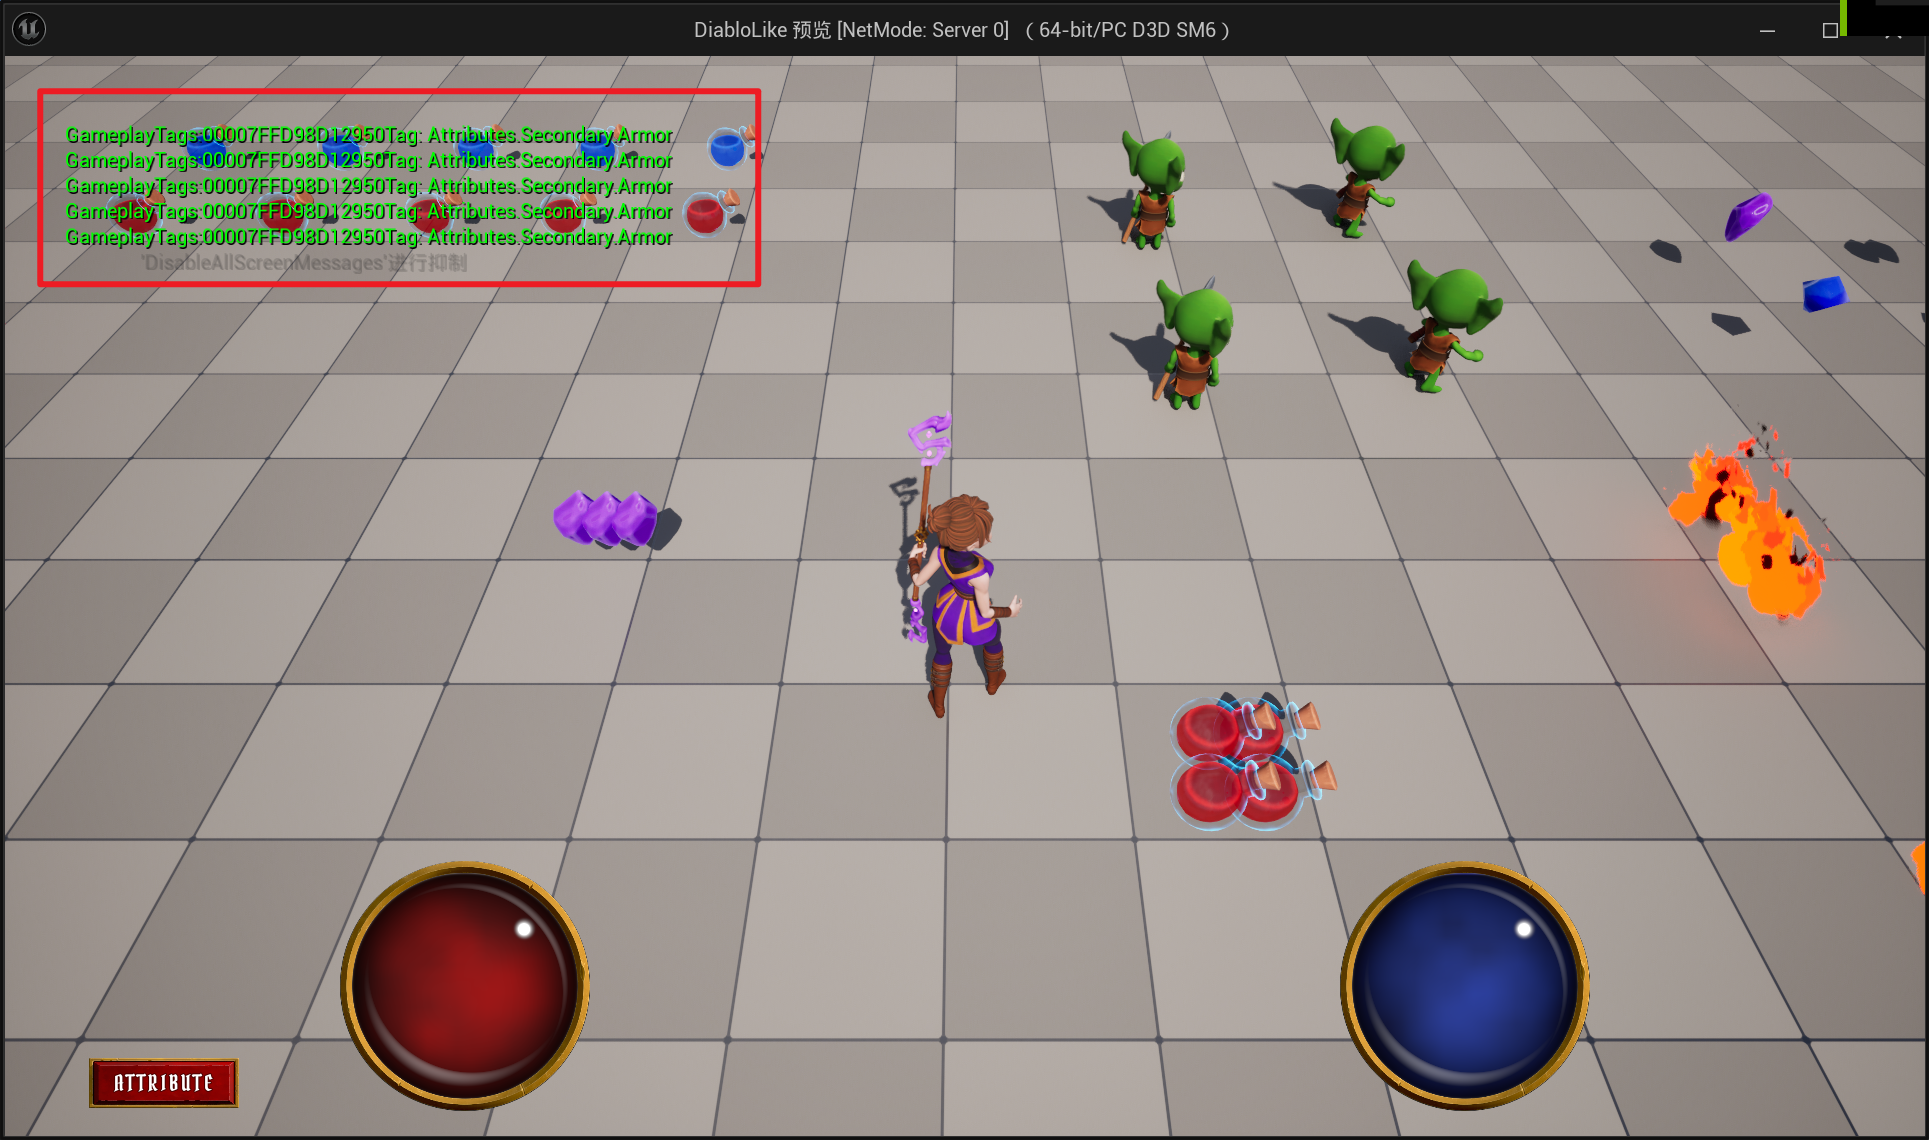 DiabloLike 预览 [NetMode: Server 0] （64-bit/PC D3D SM6）
GameplayTags:00007FFD98D12950Tag: Attributes.Secondary.Armor
GameplayTags:00007FFD98D12950Tag: Attributes.Secondary.Armor
GameplayTags:00007FFD98D12950Tag: Attributes.Secondary.Armor
GameplayTags:00007FFD98D12950Tag: Attributes.Secondary.Armor
GameplayTags:00007FFD98D12950Tag: Attributes.Secondary.Armor
'DisableAllScreenMessages'进行抑制
ATTRIBUTE